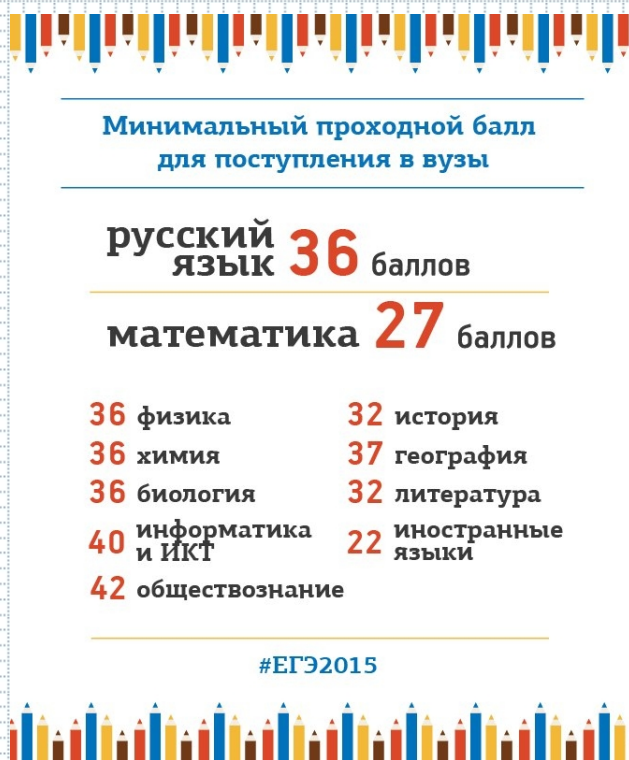 Минимальный проходной балл
для поступления в вузы
русский
язык 36 баллов
математика 27 баллов
36 физика
36 химия
36 биология
40 информатика
и ИКТ
42 обществознание
32 история
37 география
32 литература
22 иностранные
языки
#ЕГЭ2015